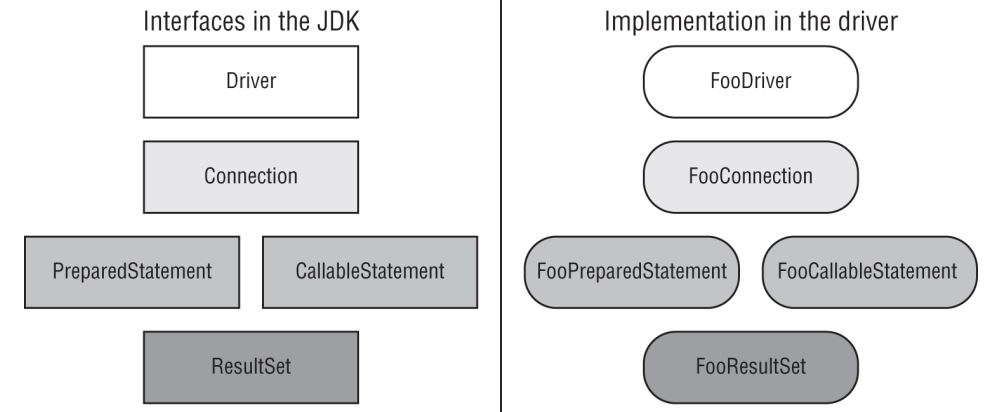 Interfaces in the JDK
Driver
Connection
PreparedStatement
CallableStatement
ResultSet
Implementation in the driver
FooDriver
FooConnection
FooPreparedStatement
FooCallableStatement
FooResultSet